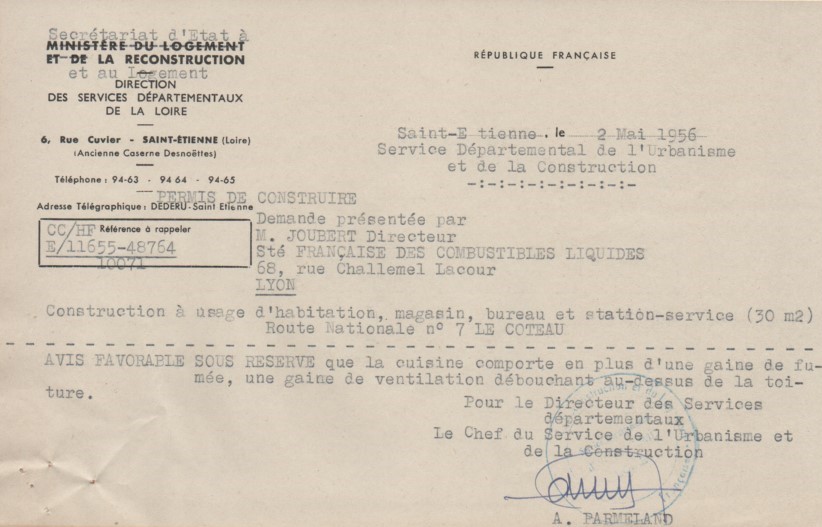 Secrétariat d'Etat à
MINISTÈRE DU LOGEMENT
ET DE LA RECONSTRUCTION
et au Logement
DIRECTION
DES SERVICES DÉPARTEMENTAUX
DE LA LOIRE
6, Rue Cuvier - SAINT-ÉTIENNE (Loire)
(Ancienne Caserne Desnoëttes)
Téléphone : 94-63 - 94 64 - 94-65
Adresse Télégraphique : DÉDERU-Saint Etienne
CC/HF Référence à rappeler
E/11655-48764
10071
RÉPUBLIQUE FRANÇAISE
Saint-E tienne, le 2 Mai 1956
Service Départemental de l'Urbanisme
et de la Construction
-:-:-:-:-:-:-:-
PERMIS DE CONSTRUIRE
Demande présentée par
M. JOUBERT Directeur
Sté FRANÇAISE DES COMBUSTIBLES LIQUIDES
68, rue Challemel Lacour
LYON
Construction à usage d'habitation, magasin, bureau et station-service (30 m2)
Route Nationale n° 7 LE COTEAU
AVIS FAVORABLE SOUS RESERVE que la cuisine comporte en plus d'une gaine de fu-
mée, une gaine de ventilation débouchant au-dessus de la toi-
ture.
Pour le Directeur des Services
départementaux
Le Chef du Service de l'Urbanisme et
de la Construction
A. PARMELAND